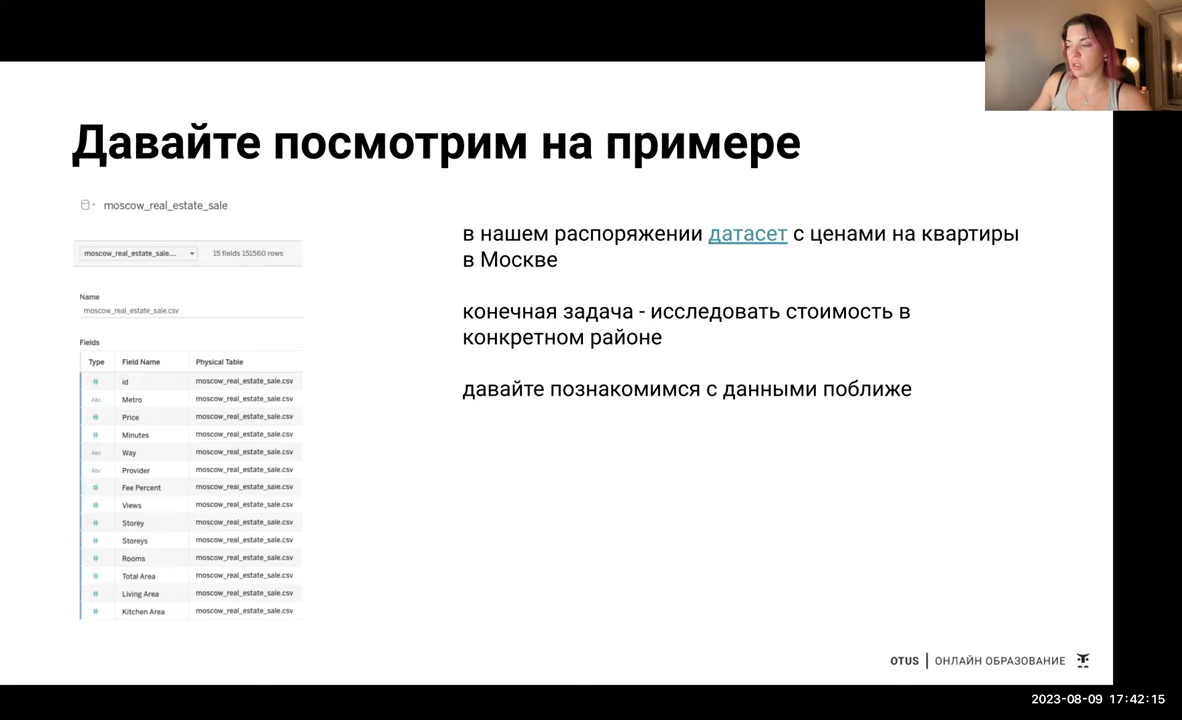 Давайте посмотрим на примере
moscow_real_estate_sale
moscow_real_estate_sale....
15 fields 151560 rows
Name
moscow_real_estate_sale.csv
Fields
Type Field Name Physical Table
# id moscow_real_estate_sale.csv
Abc Metro moscow_real_estate_sale.csv
# Price moscow_real_estate_sale.csv
# Minutes moscow_real_estate_sale.csv
Abc Way moscow_real_estate_sale.csv
Abc Provider moscow_real_estate_sale.csv
# Fee Percent moscow_real_estate_sale.csv
# Views moscow_real_estate_sale.csv
# Storey moscow_real_estate_sale.csv
# Storeys moscow_real_estate_sale.csv
# Rooms moscow_real_estate_sale.csv
# Total Area moscow_real_estate_sale.csv
# Living Area moscow_real_estate_sale.csv
# Kitchen Area moscow_real_estate_sale.csv
в нашем распоряжении датасет с ценами на квартиры
в Москве
конечная задача - исследовать стоимость в
конкретном районе
давайте познакомимся с данными поближе
OTUS | ОНЛАЙН ОБРАЗОВАНИЕ
2023-08-09 17:42:15